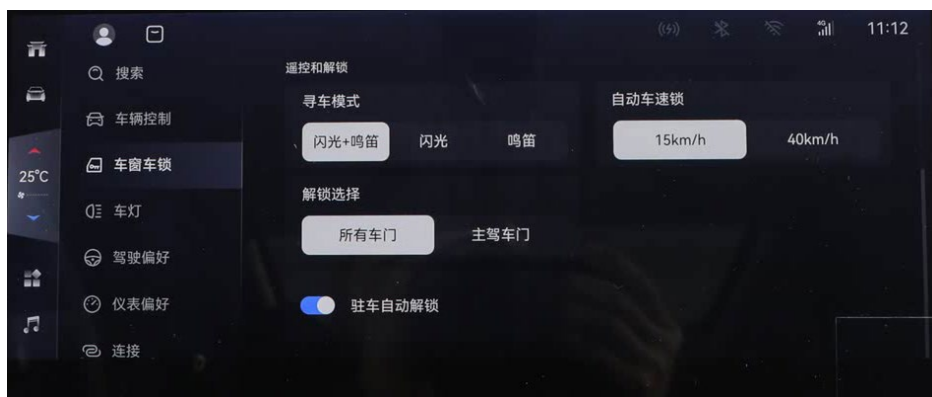 4G
11:12
搜索
车辆控制
车窗车锁
车灯
驾驶偏好
仪表偏好
连接
25°C
遥控和解锁
寻车模式
闪光+鸣笛 闪光 鸣笛
自动车速锁
15km/h 40km/h
解锁选择
所有车门 主驾车门
驻车自动解锁